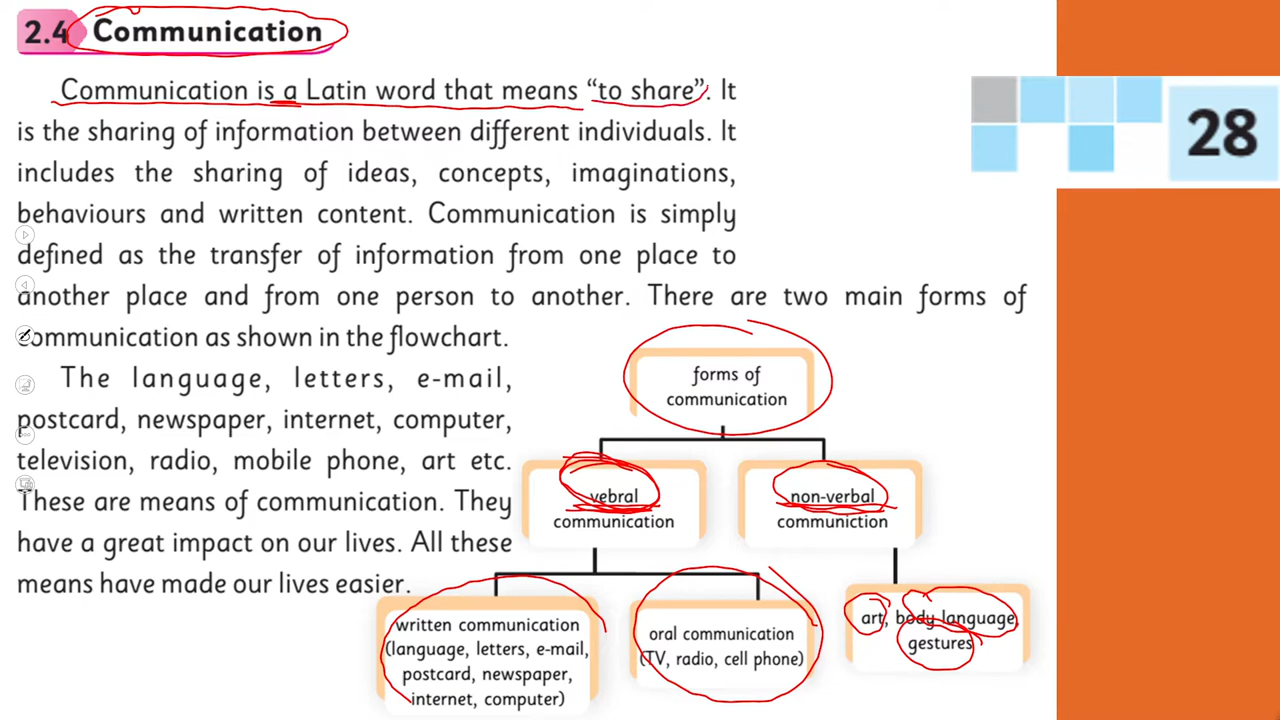 2.4 Communication
Communication is a Latin word that means “to share”. It
is the sharing of information between different individuals. It
includes the sharing of ideas, concepts, imaginations,
behaviours and written content. Communication is simply
defined as the transfer of information from one place to
another place and from one person to another. There are two main forms of
communication as shown in the flowchart.
The language, letters, e-mail,
postcard, newspaper, internet, computer,
television, radio, mobile phone, art etc.
These are means of communication. They
have a great impact on our lives. All these
means have made our lives easier.
28
forms of
communication
vebral
communication
non-verbal
communiction
written communication
(language, letters, e-mail,
postcard, newspaper,
internet, computer)
oral communication
(TV, radio, cell phone)
art, body language,
gestures